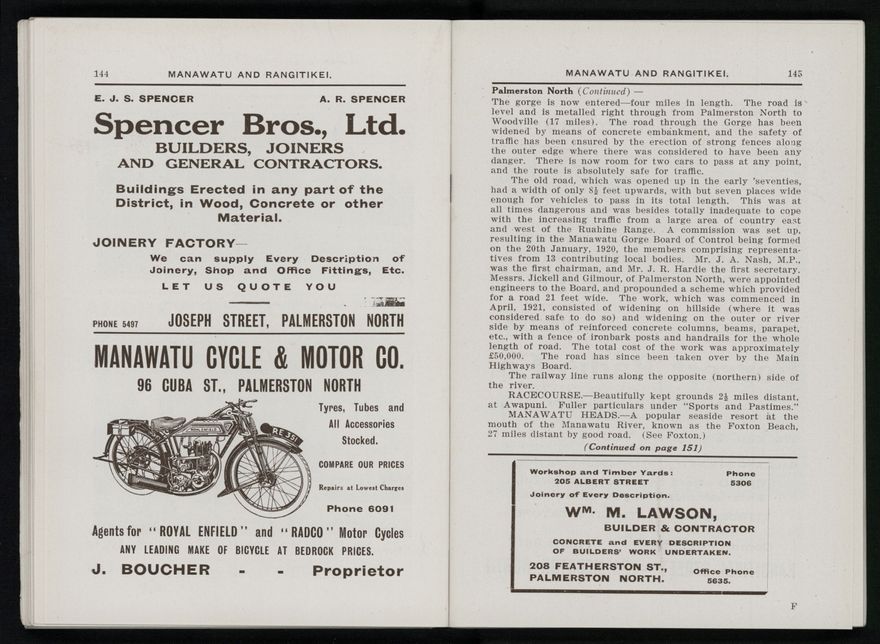 144 MANAWATU AND RANGITIKEI.
E. J. S. SPENCER A. R. SPENCER
Spencer Bros., Ltd.
BUILDERS, JOINERS
AND GENERAL CONTRACTORS.
Buildings Erected in any part of the
District, in Wood, Concrete or other
Material.
JOINERY FACTORY—
We can supply Every Description of
Joinery, Shop and Office Fittings, Etc.
LET US QUOTE YOU
PHONE 5497 JOSEPH STREET, PALMERSTON NORTH
MANAWATU CYCLE & MOTOR CO.
96 CUBA ST., PALMERSTON NORTH
Tyres, Tubes and
All Accessories
Stocked.
COMPARE OUR PRICES
Repairs at Lowest Charges
Phone 6091
RE 351
Agents for "ROYAL ENFIELD" and "RADCO" Motor Cycles
ANY LEADING MAKE OF BICYCLE AT BEDROCK PRICES.
J. BOUCHER - - Proprietor
MANAWATU AND RANGITIKEI. 145
Palmerston North (Continued) —
The gorge is now entered—four miles in length. The road is
level and is metalled right through from Palmerston North to
Woodville (17 miles). The road through the Gorge has been
widened by means of concrete embankment, and the safety of
traffic has been ensured by the erection of strong fences along
the outer edge where there was considered to have been any
danger. There is now room for two cars to pass at any point,
and the route is absolutely safe for traffic.
The old road, which was opened up in the early 'seventies,
had a width of only 8½ feet upwards, with but seven places wide
enough for vehicles to pass in its total length. This was at
all times dangerous and was besides totally inadequate to cope
with the increasing traffic from a large area of country east
and west of the Ruahine Range. A commission was set up,
resulting in the Manawatu Gorge Board of Control being formed
on the 20th January, 1920, the members comprising representa-
tives from 13 contributing local bodies. Mr. J. A. Nash, M.P.,
was the first chairman, and Mr. J. R. Hardie the first secretary.
Messrs. Jickell and Gilmour, of Palmerston North, were appointed
engineers to the Board, and propounded a scheme which provided
for a road 21 feet wide. The work, which was commenced in
April, 1921, consisted of widening on hillside (where it was
considered safe to do so) and widening on the outer or river
side by means of reinforced concrete columns, beams, parapet,
etc., with a fence of ironbark posts and handrails for the whole
length of road. The total cost of the work was approximately
£50,000. The road has since been taken over by the Main
Highways Board.
The railway line runs along the opposite (northern) side of
the river.
RACECOURSE.—Beautifully kept grounds 2½ miles distant,
at Awapuni. Fuller particulars under "Sports and Pastimes."
MANAWATU HEADS.—A popular seaside resort at the
mouth of the Manawatu River, known as the Foxton Beach,
27 miles distant by good road. (See Foxton.)
(Continued on page 151)
Workshop and Timber Yards: Phone
205 ALBERT STREET 5306
Joinery of Every Description.
WM. M. LAWSON,
BUILDER & CONTRACTOR
CONCRETE and EVERY DESCRIPTION
OF BUILDERS' WORK UNDERTAKEN.
208 FEATHERSTON ST., Office Phone
PALMERSTON NORTH. 5635.
F